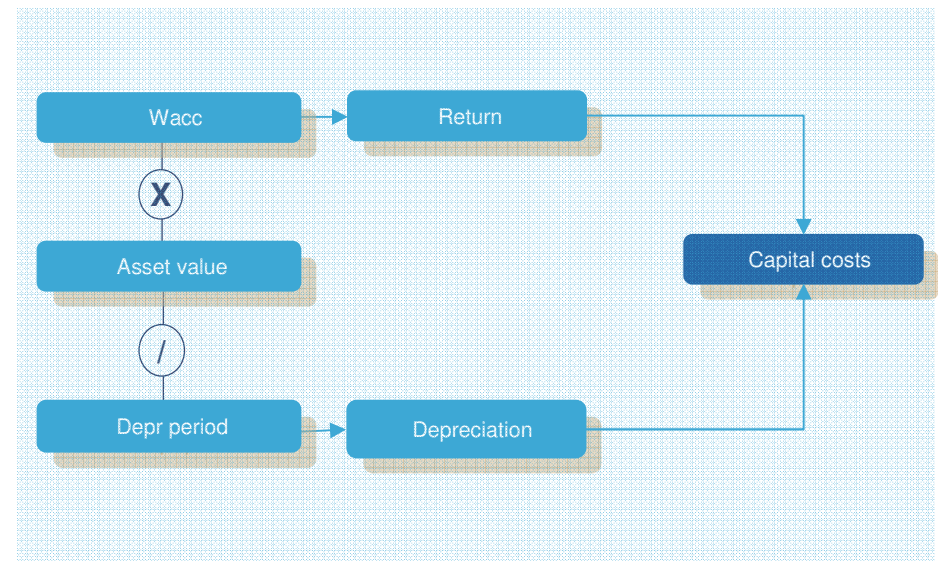 Wacc
Return
X
Asset value
Capital costs
/
Depr period
Depreciation